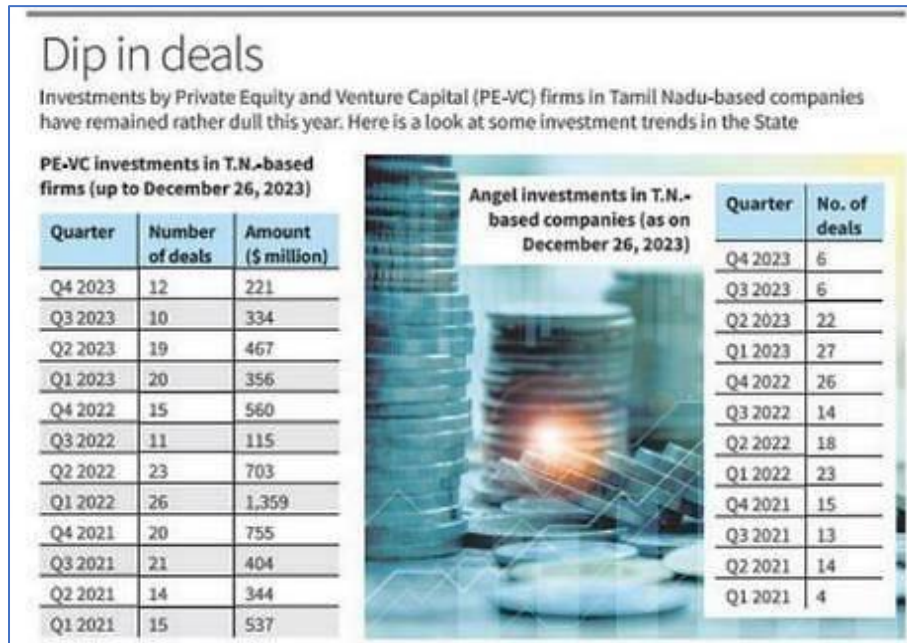 Dip in deals
Investments by Private Equity and Venture Capital (PE-VC) firms in Tamil Nadu-based companies
have remained rather dull this year. Here is a look at some investment trends in the State
PE-VC investments in T.N.-based
firms (up to December 26, 2023)
Quarter Number of deals Amount ($ million)
Q4 2023 12 221
Q3 2023 10 334
Q2 2023 19 467
Q1 2023 20 356
Q4 2022 15 560
Q3 2022 11 115
Q2 2022 23 703
Q1 2022 26 1,359
Q4 2021 20 755
Q3 2021 21 404
Q2 2021 14 344
Q1 2021 15 537
Angel investments in T.N.-
based companies (as on
December 26, 2023)
Quarter No. of deals
Q4 2023 6
Q3 2023 6
Q2 2023 22
Q1 2023 27
Q4 2022 26
Q3 2022 14
Q2 2022 18
Q1 2022 23
Q4 2021 15
Q3 2021 13
Q2 2021 14
Q1 2021 4